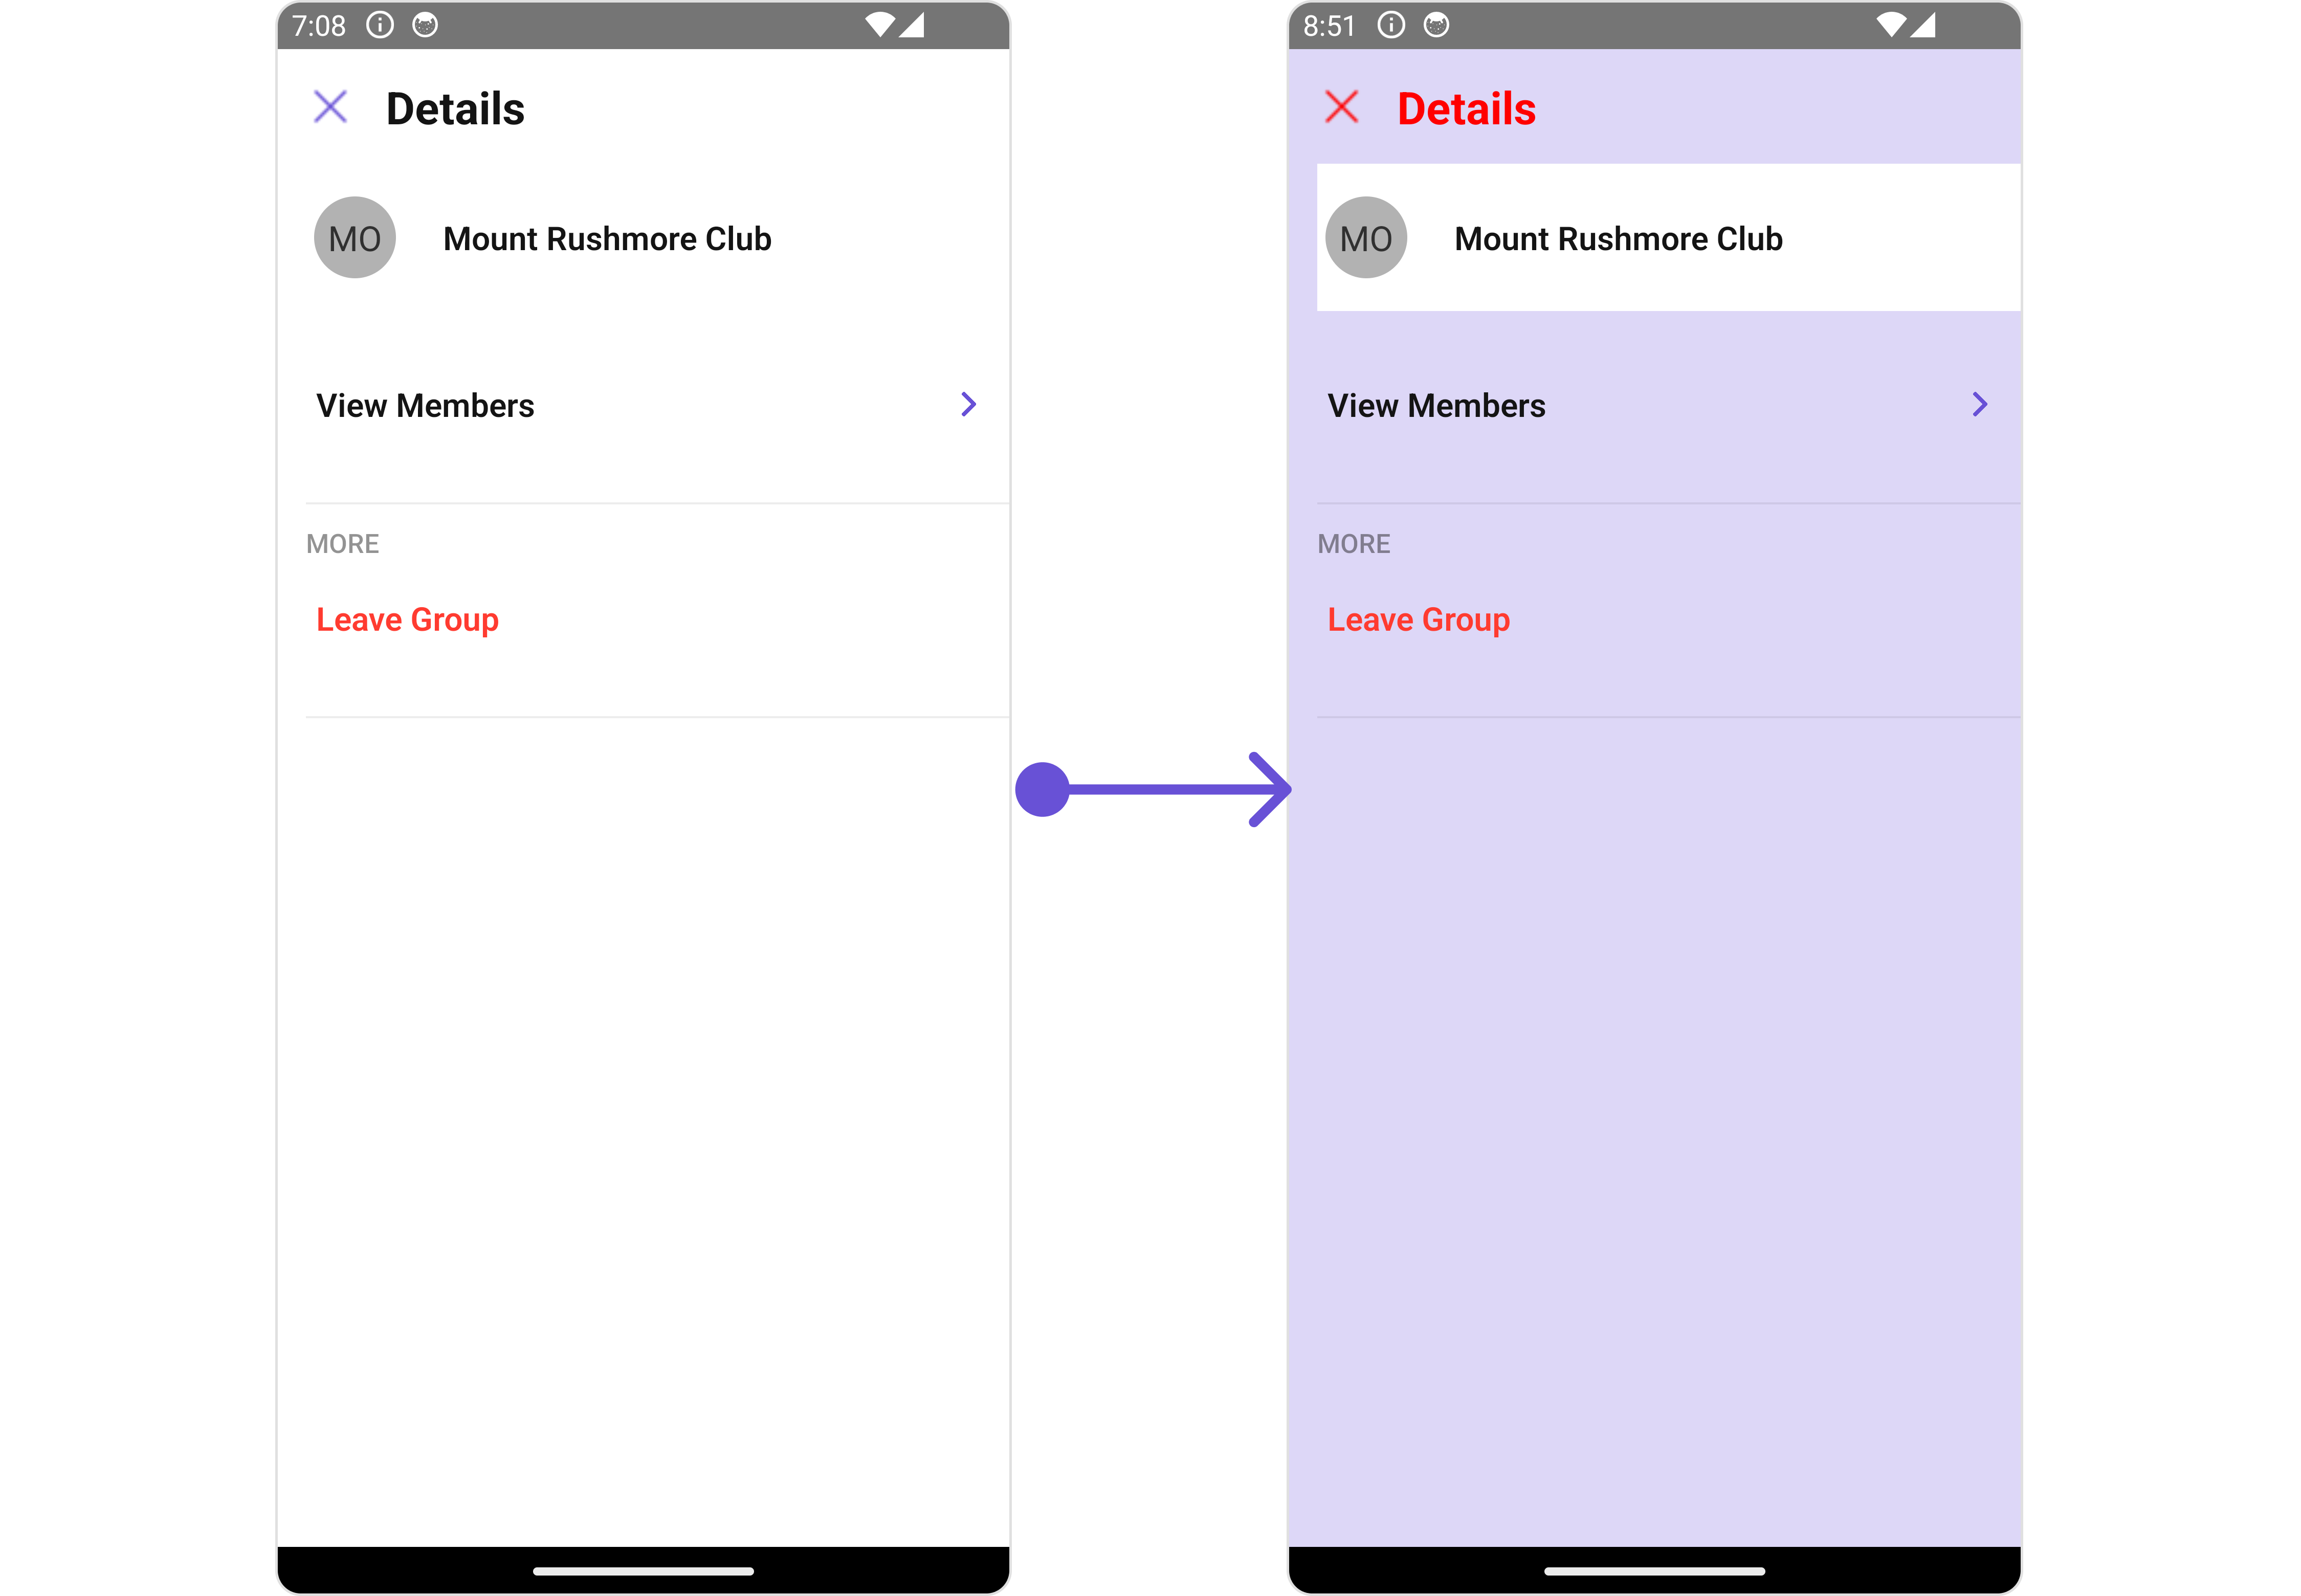 7:08
Details
MO
Mount Rushmore Club
View Members
MORE
Leave Group
8:51
Details
MO
Mount Rushmore Club
View Members
MORE
Leave Group